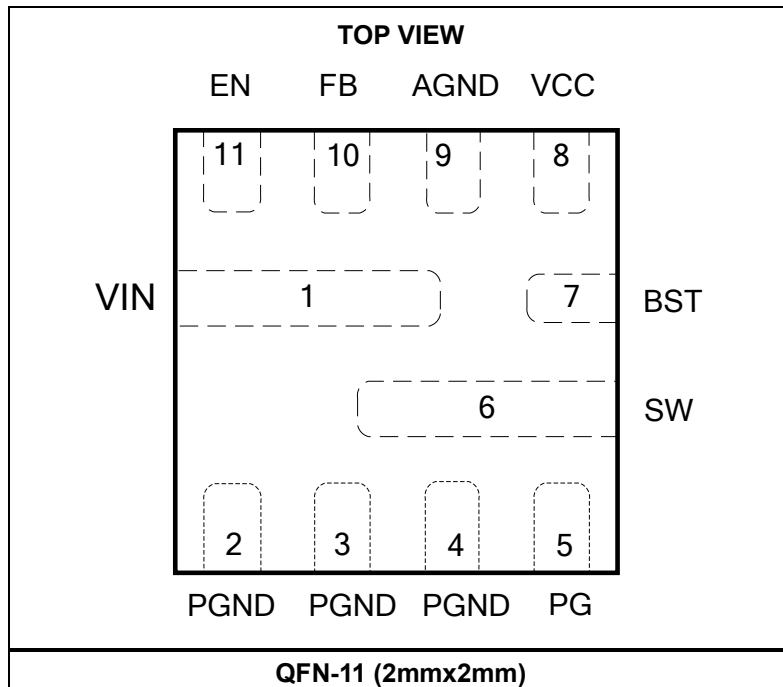 TOP VIEW
EN FB AGND VCC
11 10 9 8
VIN 1 7 BST
6 SW
2 3 4 5
PGND PGND PGND PG
QFN-11 (2mmx2mm)